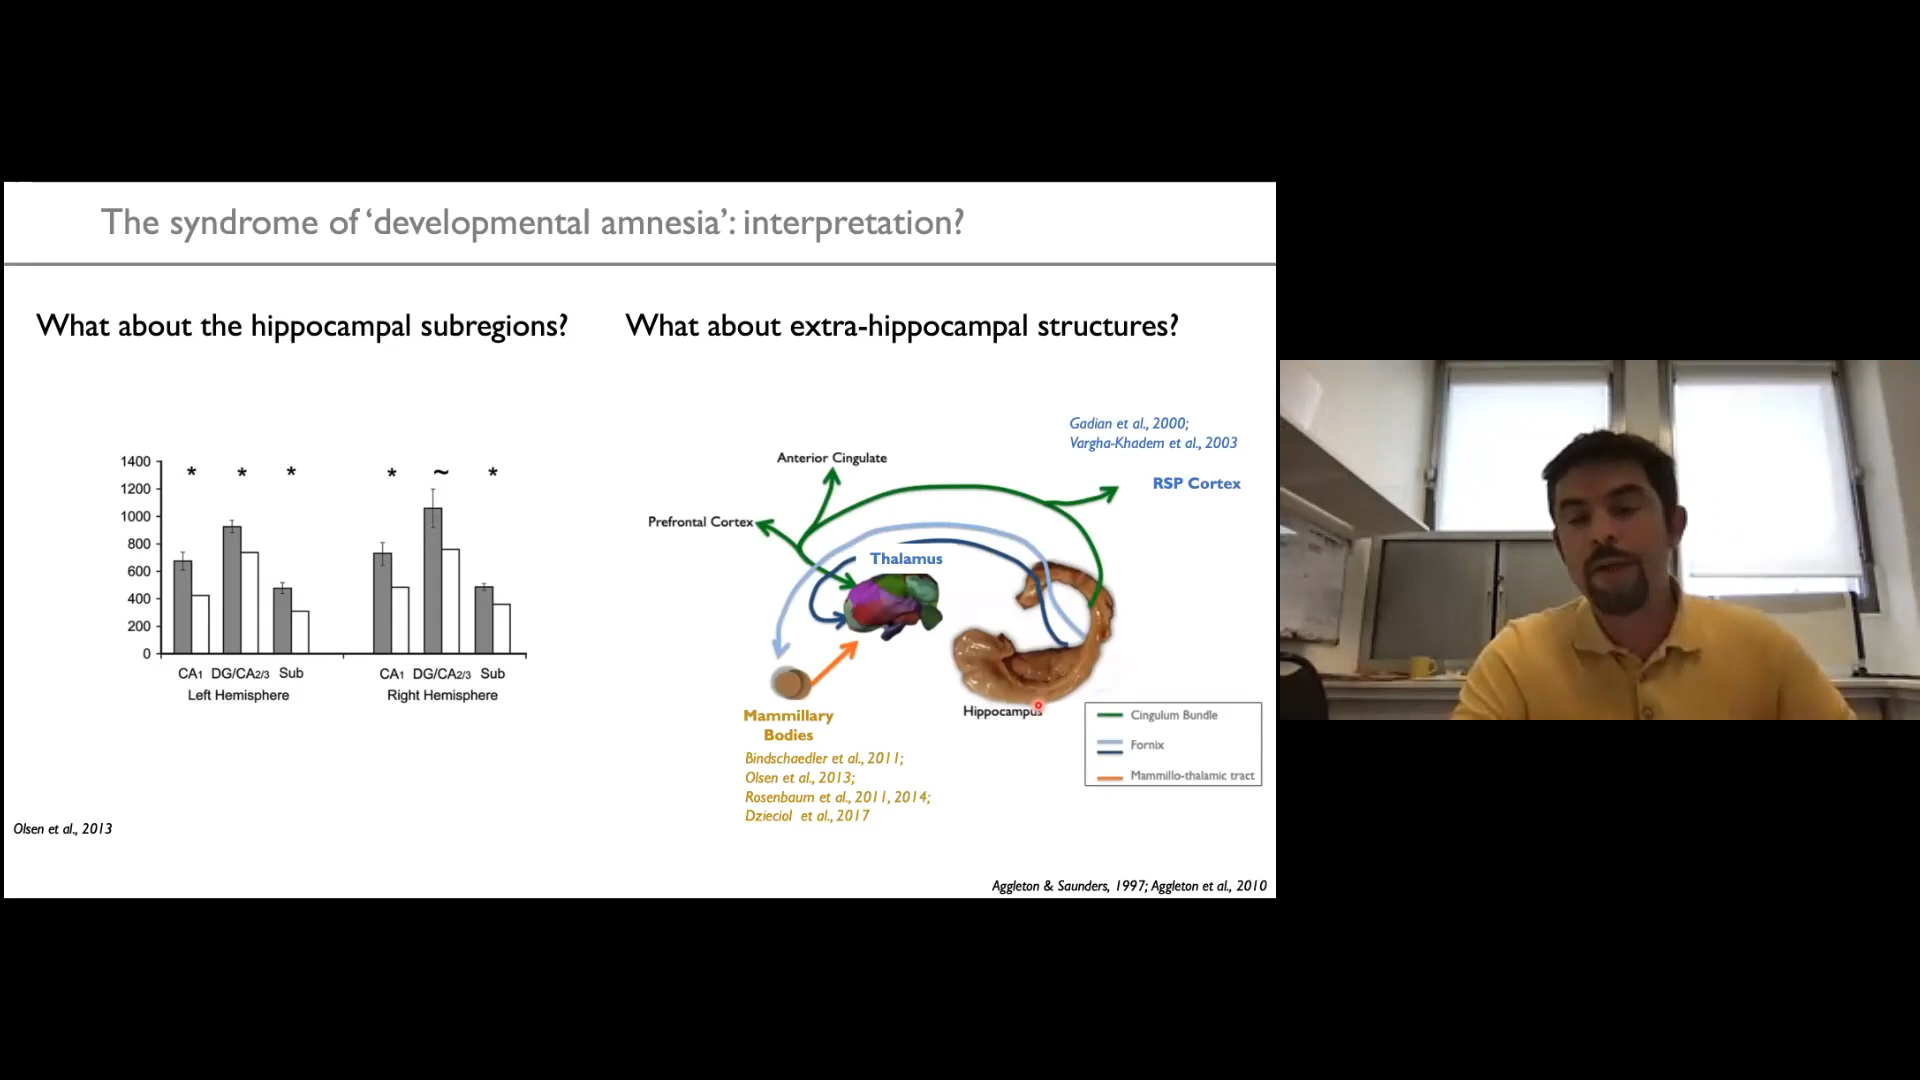 The syndrome of ‘developmental amnesia’: interpretation?
What about the hippocampal subregions?
1400
1200
1000
800
600
400
200
0
* * * * ~ *
CA1 DG/CA2/3 Sub CA1 DG/CA2/3 Sub
Left Hemisphere Right Hemisphere
Olsen et al., 2013
What about extra-hippocampal structures?
Gadian et al., 2000;
Vargha-Khadem et al., 2003
Anterior Cingulate
RSP Cortex
Prefrontal Cortex
Thalamus
Mammillary
Bodies
Hippocampus
Bindschaedler et al., 2011;
Olsen et al., 2013;
Rosenbaum et al., 2011, 2014;
Dzieciol et al., 2017
Cingulum Bundle
Fornix
Mammillo-thalamic tract
Aggleton & Saunders, 1997; Aggleton et al., 2010